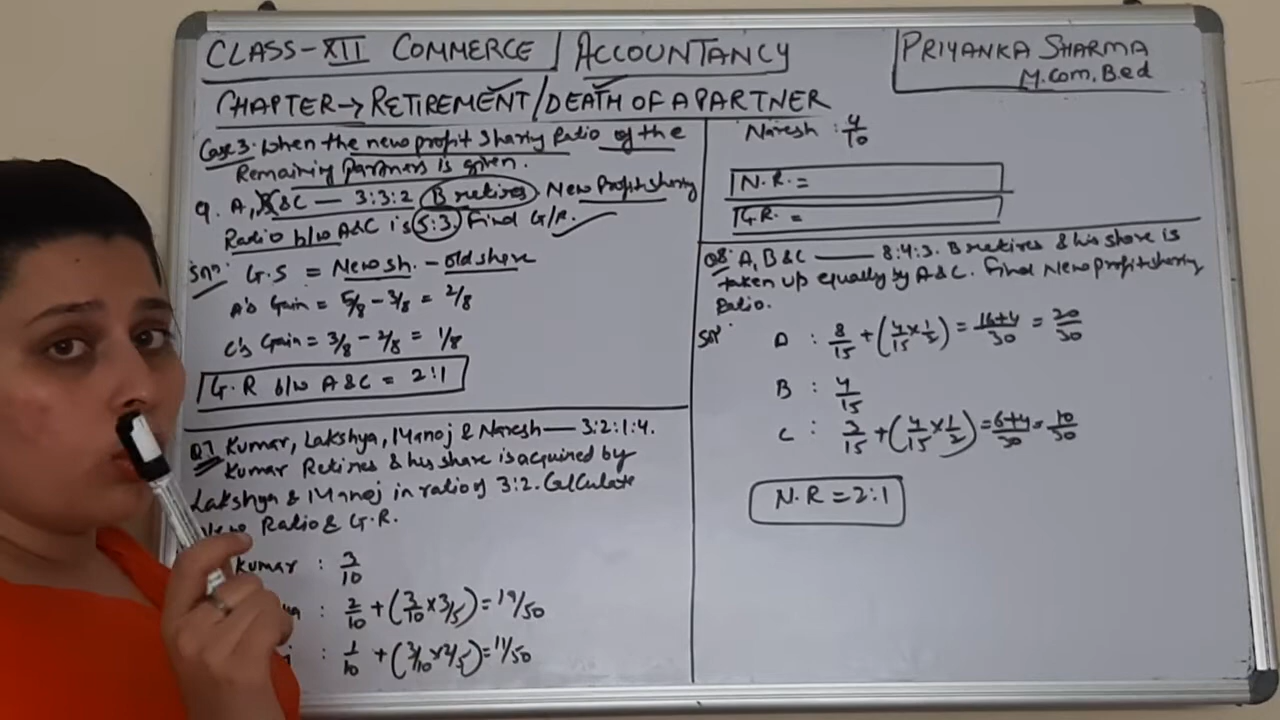 CLASS-XII COMMERCE / ACCOUNTANCY
PRIYANKA SHARMA
M.Com, B.ed
CHAPTER→ RETIREMENT/DEATH OF A PARTNER
Case 3: When the new profit sharing Ratio of the
Remaining Partners is given.
Q. A, B & C — 3:3:2 B retires New Profit sharing
Ratio b/w A&C is 5:3. Find G/R.
Solⁿ: G.S = New sh. - old share
A's Gain = 5/8 - 3/8 = 2/8
C's Gain = 3/8 - 2/8 = 1/8
G.R b/w A & C = 2:1
Q7 Kumar, Lakshya, Manoj & Naresh — 3:2:1:4.
Kumar Retires & his share is acquired by
Lakshya & Manoj in ratio of 3:2. Calculate
New Ratio & G.R.
Kumar : 3/10
: 2/10 + (3/10 × 3/5) = 19/50
: 1/10 + (3/10 × 2/5) = 11/50
Naresh : 4/10
N.R. =
G.R. =
Q8: A, B & C — 8:4:3. B retires & his share is
taken up equally by A & C. Find New profit sharing
Ratio.
Solⁿ:
A : 8/15 + (4/15 × 1/2) = 16+4/30 = 20/30
B : 4/15
C : 3/15 + (4/15 × 1/2) = 6+4/30 = 10/30
N.R = 2:1